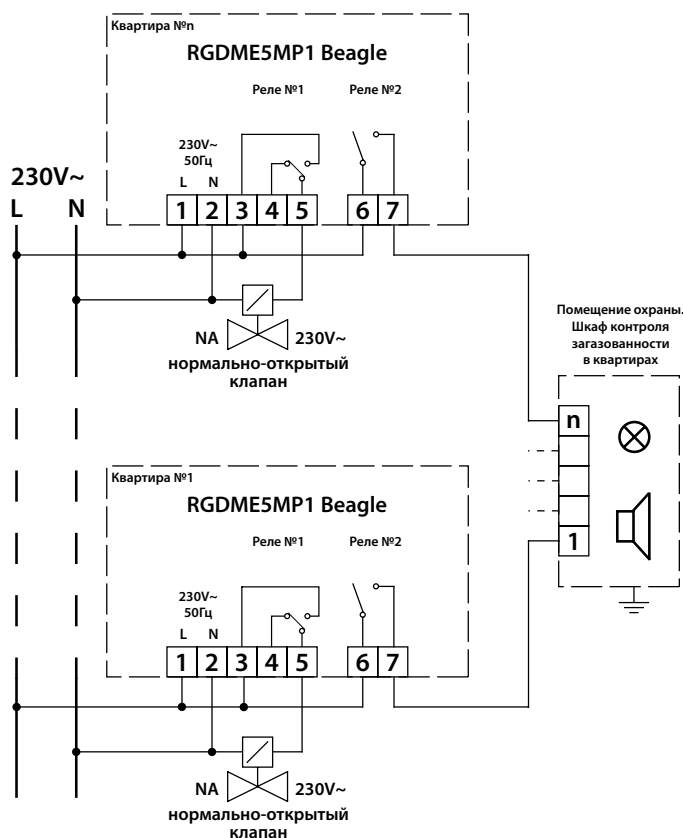 Квартира №n
RGDME5MP1 Beagle
Реле №1 Реле №2
230V~
50Гц
L N
1 2 3 4 5 6 7
230V~
L N
NA 230V~
нормально-открытый
клапан
Помещение охраны.
Шкаф контроля
загазованности
в квартирах
n
1
Квартира №1
RGDME5MP1 Beagle
Реле №1 Реле №2
230V~
50Гц
L N
1 2 3 4 5 6 7
NA 230V~
нормально-открытый
клапан